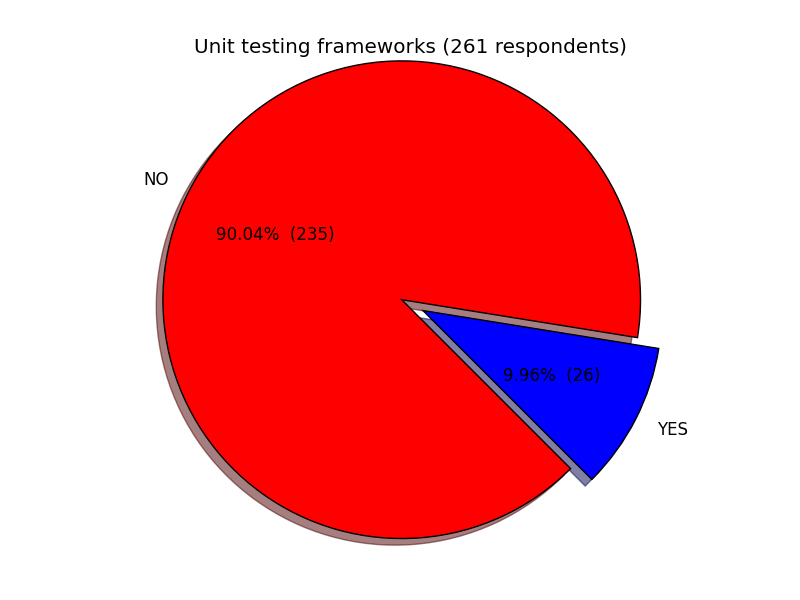 Unit testing frameworks (261 respondents)
NO
90.04%  (235)
9.96%  (26)
YES